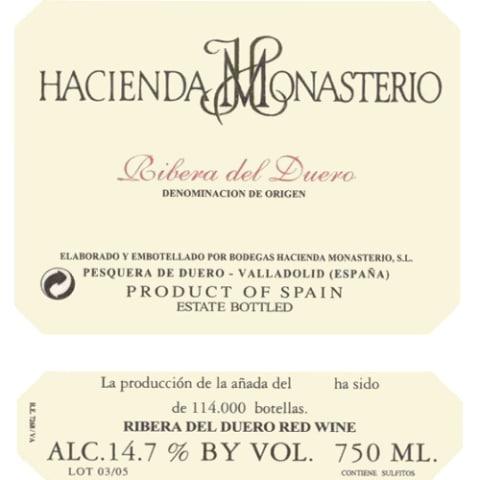 HACIENDA MONASTERIO
Ribera del Duero
DENOMINACION DE ORIGEN
ELABORADO Y EMBOTELLADO POR BODEGAS HACIENDA MONASTERIO, S.L.
PESQUERA DE DUERO - VALLADOLID (ESPAÑA)
PRODUCT OF SPAIN
ESTATE BOTTLED
La producción de la añada del ha sido
de 114.000 botellas.
RIBERA DEL DUERO RED WINE
ALC.14.7 % BY VOL. 750 ML.
LOT 03/05 CONTIENE SULFITOS
R.E. 7268 / VA